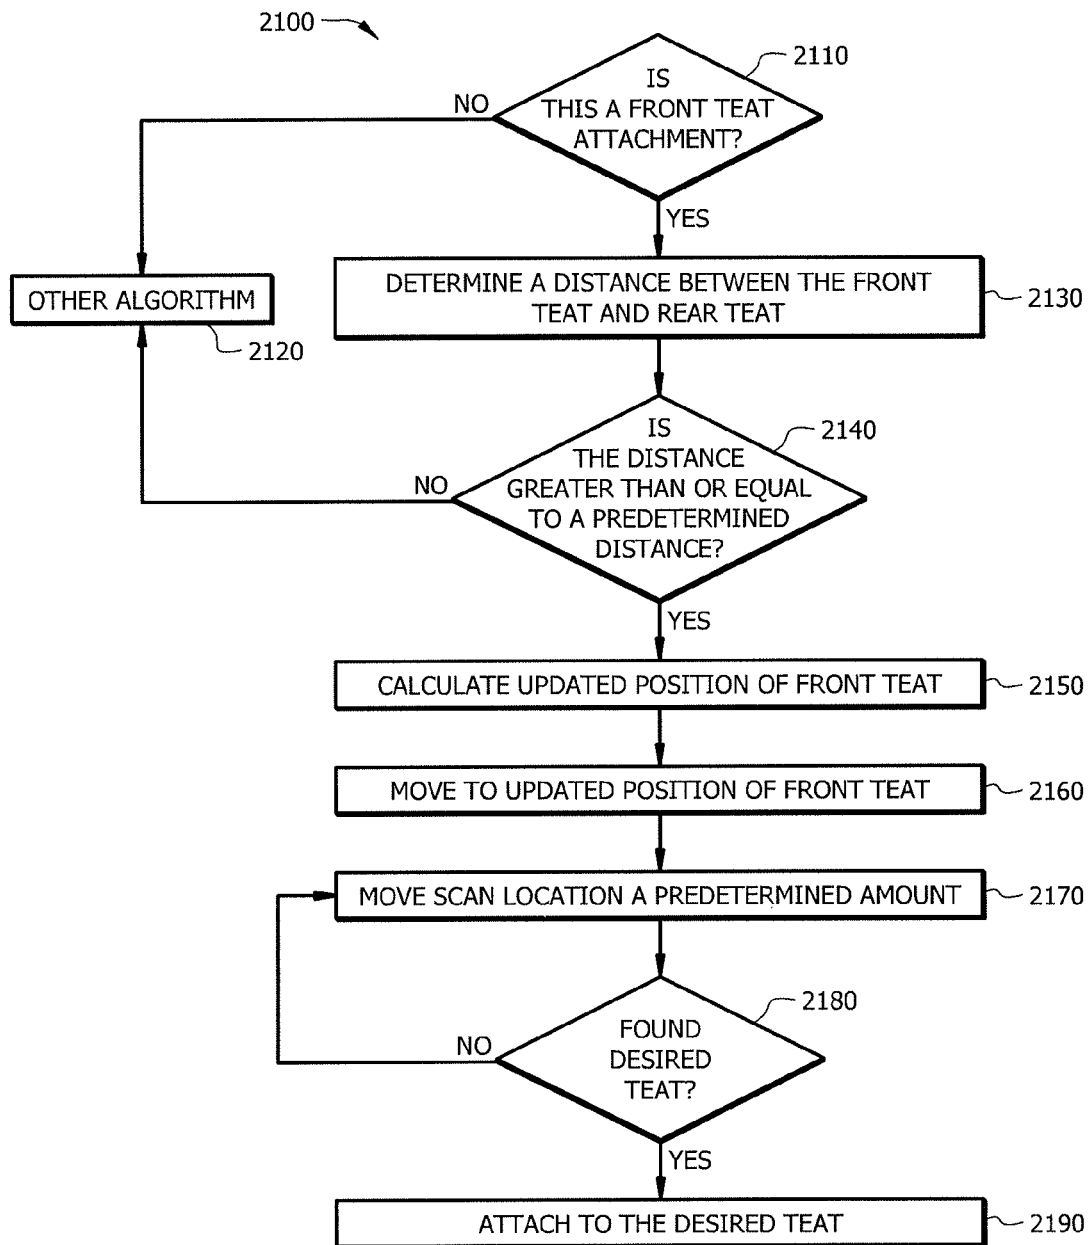 2100
2110
IS
THIS A FRONT TEAT
ATTACHMENT?
NO
YES
DETERMINE A DISTANCE BETWEEN THE FRONT
TEAT AND REAR TEAT
2130
OTHER ALGORITHM
2120
2140
IS
THE DISTANCE
GREATER THAN OR EQUAL
TO A PREDETERMINED
DISTANCE?
NO
YES
CALCULATE UPDATED POSITION OF FRONT TEAT
2150
MOVE TO UPDATED POSITION OF FRONT TEAT
2160
MOVE SCAN LOCATION A PREDETERMINED AMOUNT
2170
2180
FOUND
DESIRED
TEAT?
NO
YES
ATTACH TO THE DESIRED TEAT
2190